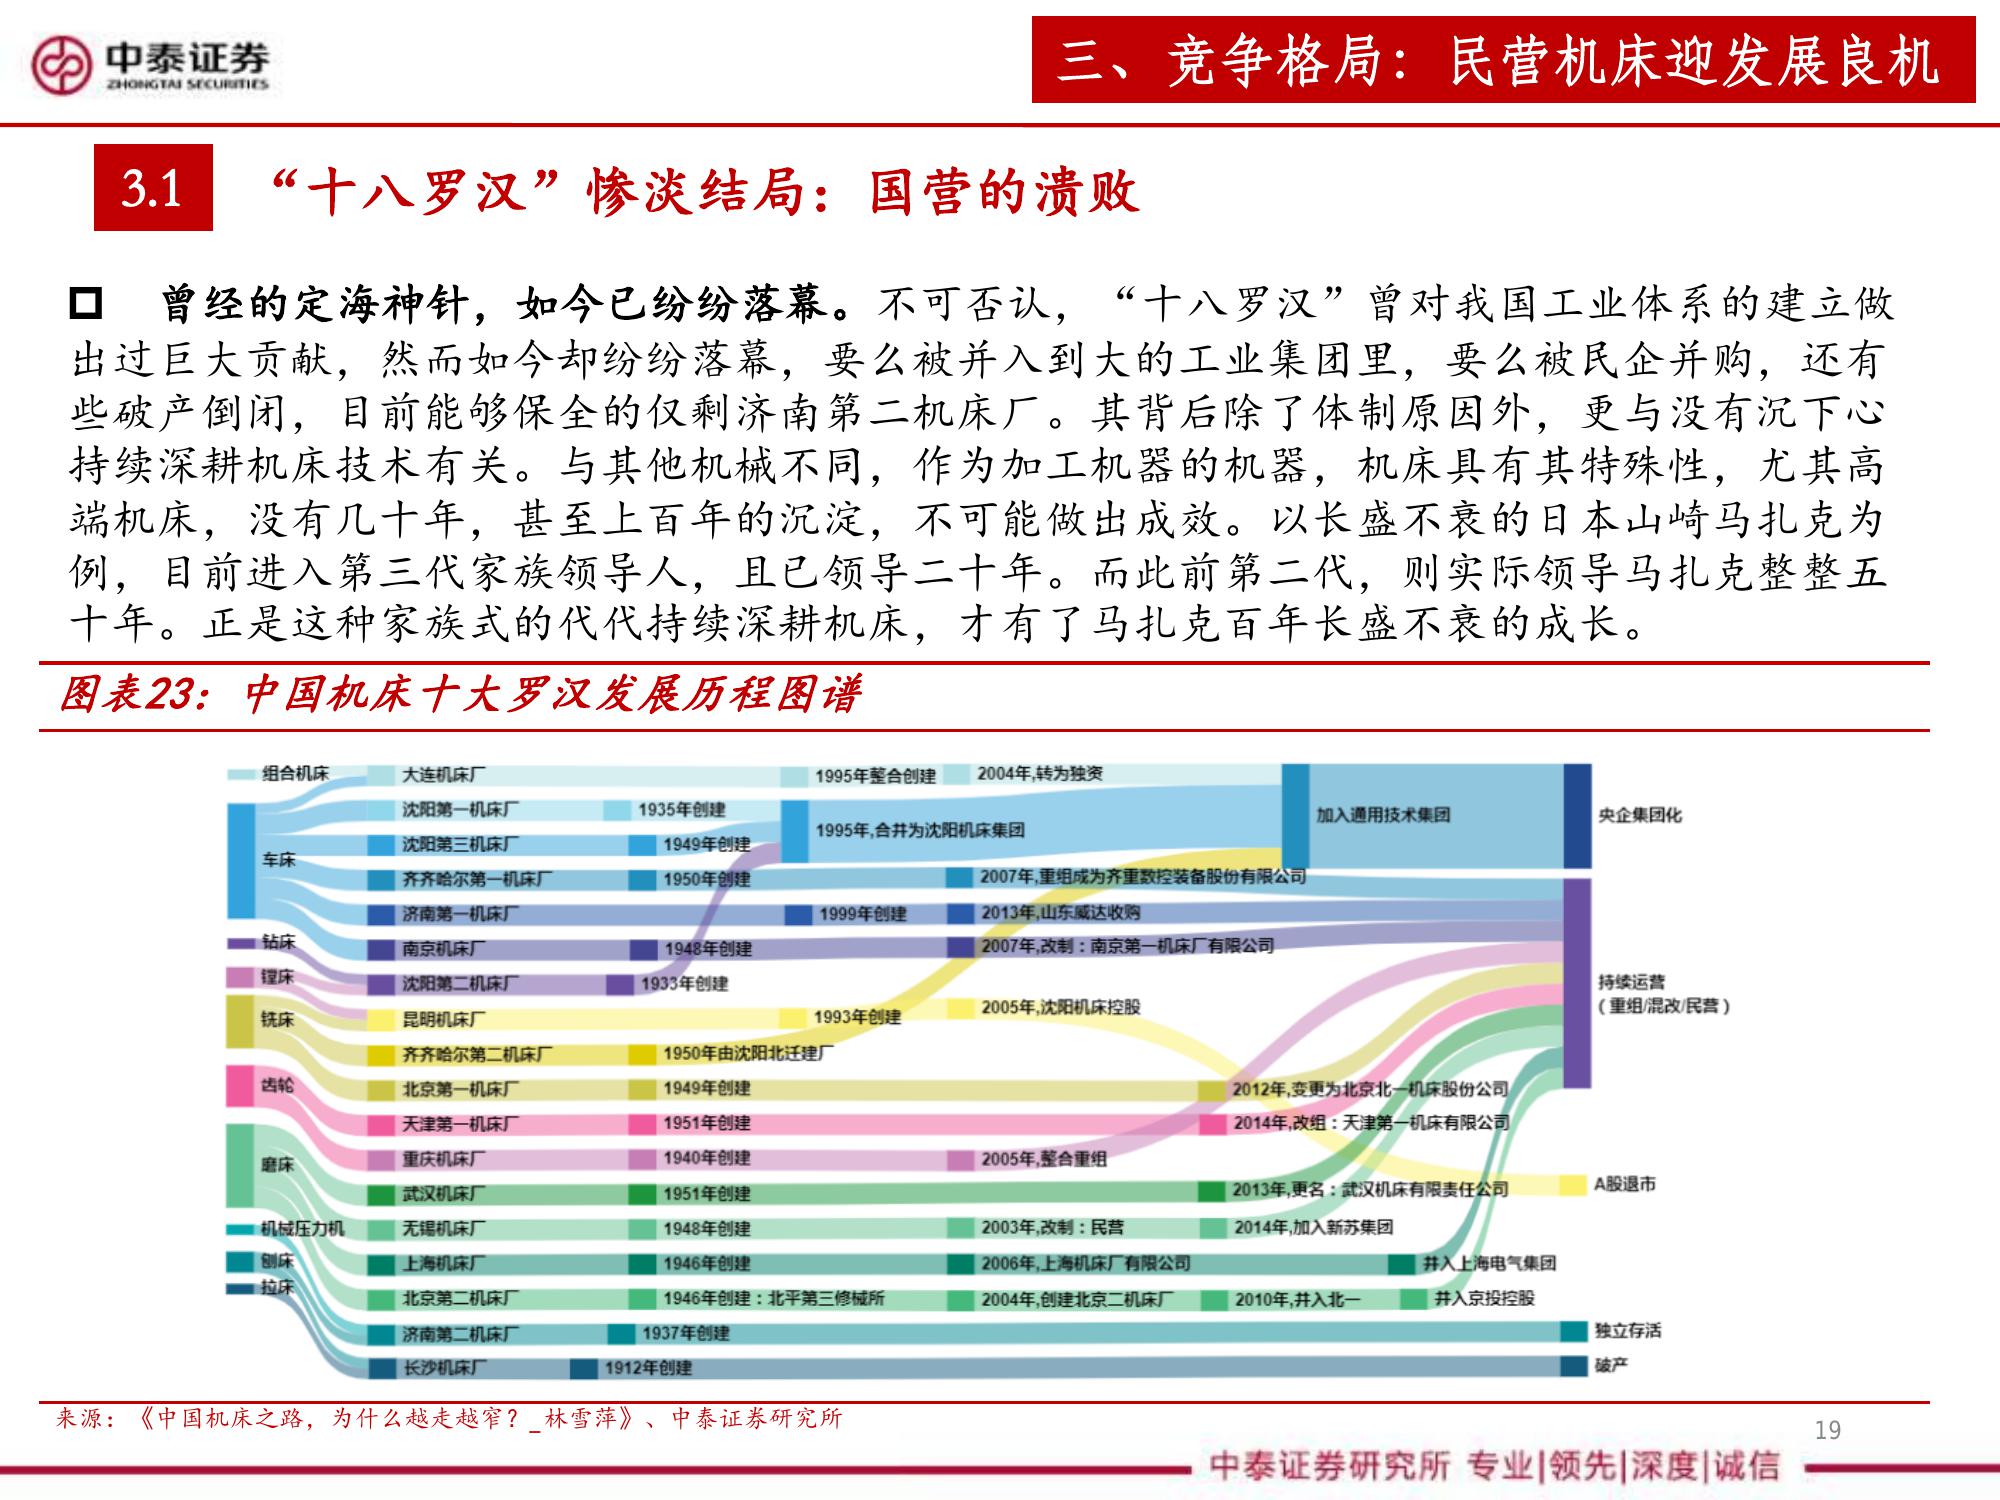 中泰证券
ZHONGTAI SECURITIES
三、竞争格局：民营机床迎发展良机
3.1
“十八罗汉”惨淡结局：国营的溃败
曾经的定海神针，如今已纷纷落幕。不可否认，“十八罗汉”曾对我国工业体系的建立做
出过巨大贡献，然而如今却纷纷落幕，要么被并入到大的工业集团里，要么被民企并购，还有
些破产倒闭，目前能够保全的仅剩济南第二机床厂。其背后除了体制原因外，更与没有沉下心
持续深耕机床技术有关。与其他机械不同，作为加工机器的机器，机床具有其特殊性，尤其高
端机床，没有几十年，甚至上百年的沉淀，不可能做出成效。以长盛不衰的日本山崎马扎克为
例，目前进入第三代家族领导人，且已领导二十年。而此前第二代，则实际领导马扎克整整五
十年。正是这种家族式的代代持续深耕机床，才有了马扎克百年长盛不衰的成长。
图表23：中国机床十大罗汉发展历程图谱
组合机床 大连机床厂 1995年整合创建 2004年,转为独资
沈阳第一机床厂 1935年创建
加入通用技术集团 央企集团化
1995年,合并为沈阳机床集团
沈阳第三机床厂 1949年创建
车床
齐齐哈尔第一机床厂 1950年创建 2007年,重组成为齐重数控装备股份有限公司
济南第一机床厂 1999年创建 2013年,山东威达收购
钻床
南京机床厂 1948年创建 2007年,改制：南京第一机床厂有限公司
镗床
沈阳第二机床厂 1933年创建
持续运营
（重组/混改/民营）
铣床
昆明机床厂 1993年创建 2005年,沈阳机床控股
齐齐哈尔第二机床厂 1950年由沈阳北迁建厂
齿轮
北京第一机床厂 1949年创建 2012年,变更为北京北一机床股份公司
天津第一机床厂 1951年创建 2014年,改组：天津第一机床有限公司
磨床
重庆机床厂 1940年创建 2005年,整合重组
A股退市
武汉机床厂 1951年创建 2013年,更名：武汉机床有限责任公司
机械压力机
无锡机床厂 1948年创建 2003年,改制：民营 2014年,加入新苏集团
刨床
上海机床厂 1946年创建 2006年,上海机床厂有限公司 并入上海电气集团
拉床
北京第二机床厂 1946年创建：北平第三修械所 2004年,创建北京二机床厂 2010年,并入北一 并入京投控股
济南第二机床厂 1937年创建 独立存活
长沙机床厂 1912年创建 破产
来源：《中国机床之路，为什么越走越窄？_林雪萍》、中泰证券研究所
19
中泰证券研究所 专业|领先|深度|诚信